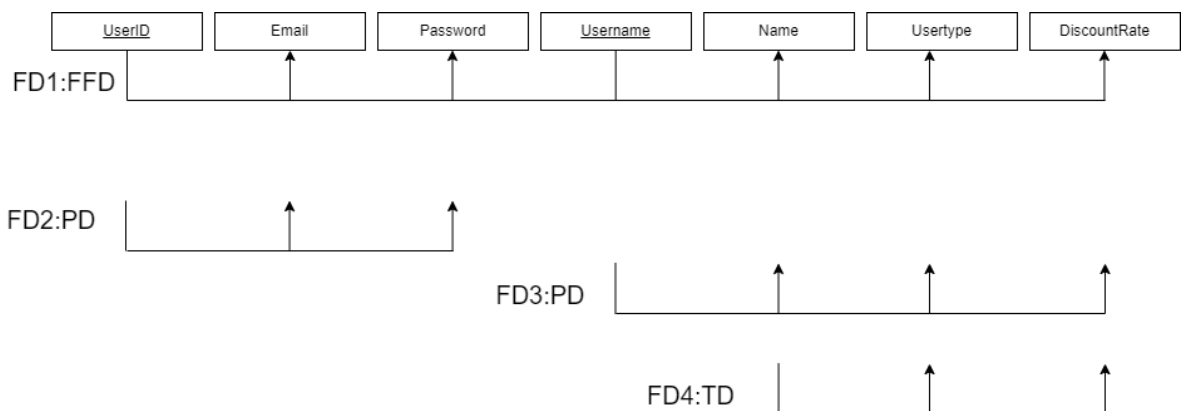 UserID Email Password Username Name Usertype DiscountRate
FD1:FFD
FD2:PD
FD3:PD
FD4:TD